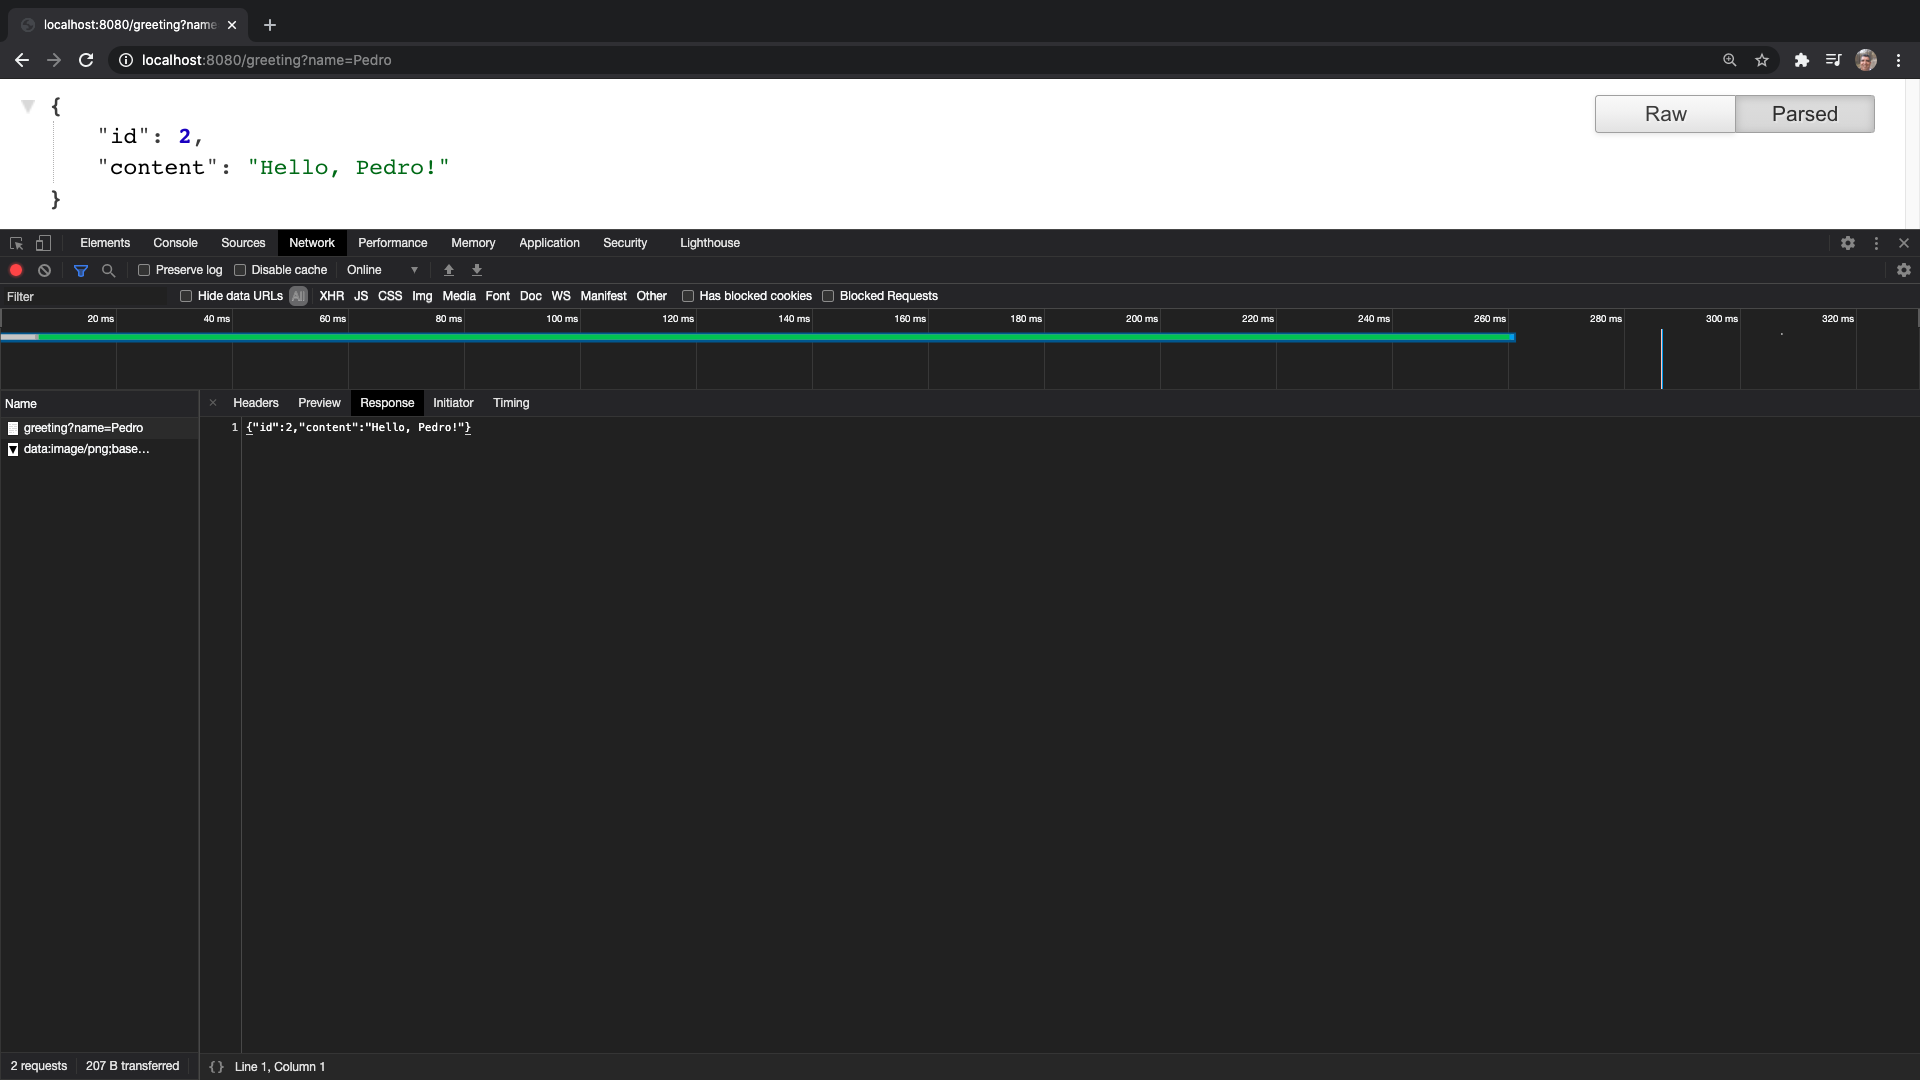 localhost:8080/greeting?name
localhost:8080/greeting?name=Pedro
{
"id": 2,
"content": "Hello, Pedro!"
}
Raw Parsed
Elements Console Sources Network Performance Memory Application Security Lighthouse
Preserve log Disable cache Online
Filter Hide data URLs All XHR JS CSS Img Media Font Doc WS Manifest Other Has blocked cookies Blocked Requests
20 ms 40 ms 60 ms 80 ms 100 ms 120 ms 140 ms 160 ms 180 ms 200 ms 220 ms 240 ms 260 ms 280 ms 300 ms 320 ms
Name
greeting?name=Pedro
data:image/png;base...
Headers Preview Response Initiator Timing
1 {"id":2,"content":"Hello, Pedro!"}
2 requests 207 B transferred
{} Line 1, Column 1